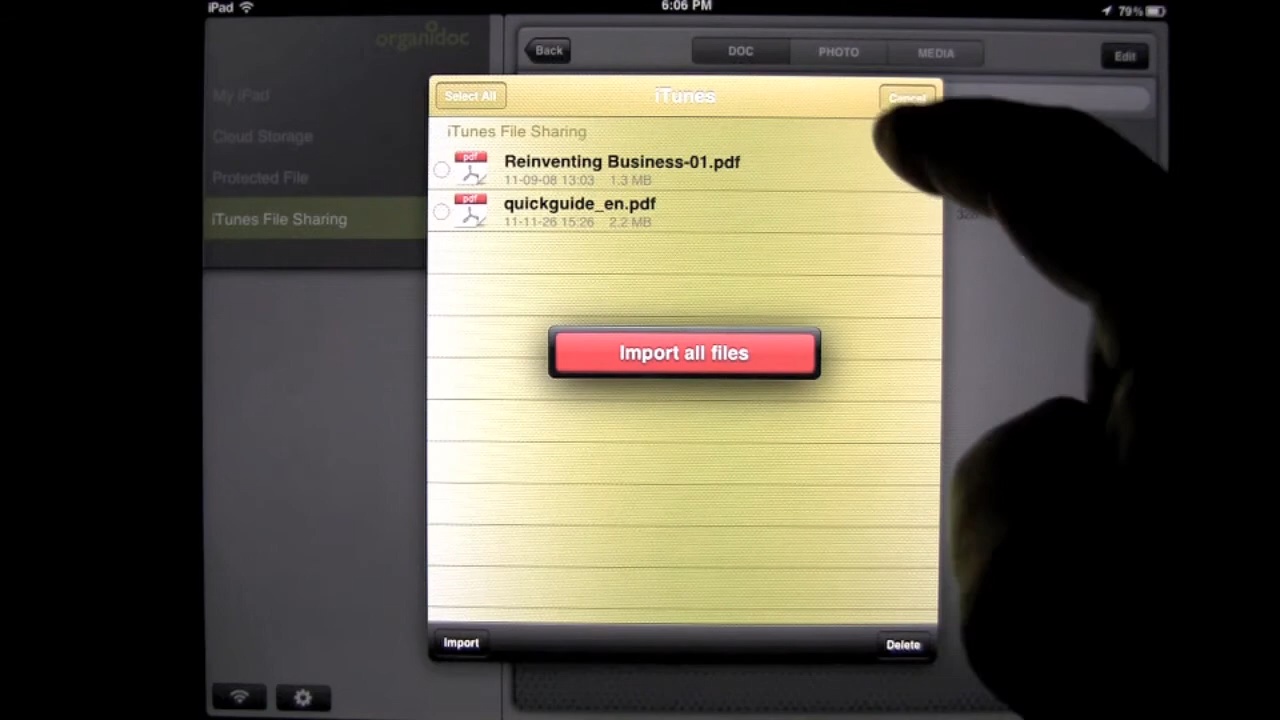 iPad 6:06 PM 79%
organidoc
Back DOC PHOTO MEDIA Edit
My iPad
Cloud Storage
Protected File
iTunes File Sharing
Select All iTunes Cancel
iTunes File Sharing
pdf Reinventing Business-01.pdf
11-09-08 13:03 1.3 MB
pdf quickguide_en.pdf
11-11-26 15:26 2.2 MB
Import all files
Import Delete